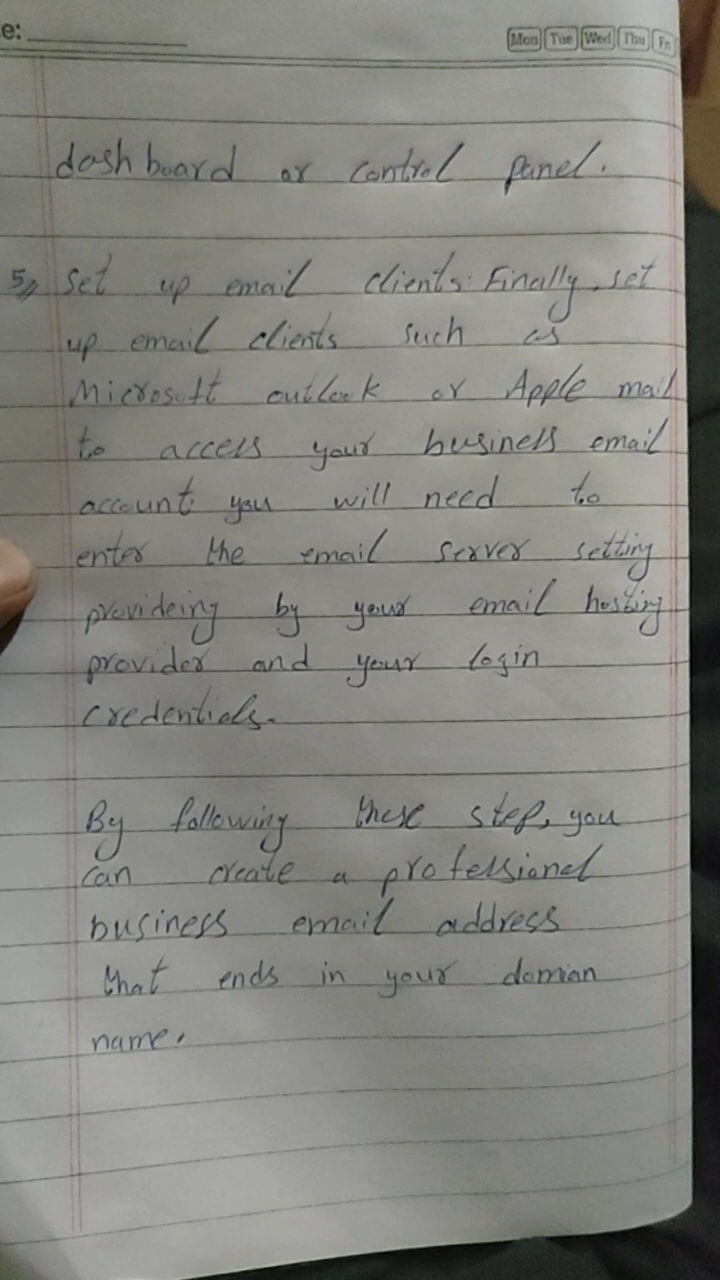 e:
Mon Tue Wed Thu Fri
dashboard or control panel.
5) Set up email clients: Finally, set
up email clients such as
Microsoft outlook or Apple mail
to access your business email
account. you will need to
enter the email server setting
provideing by your email hosting
provider and your login
credentials.
By following these step, you
can create a professional
business email address
that ends in your domian
name.